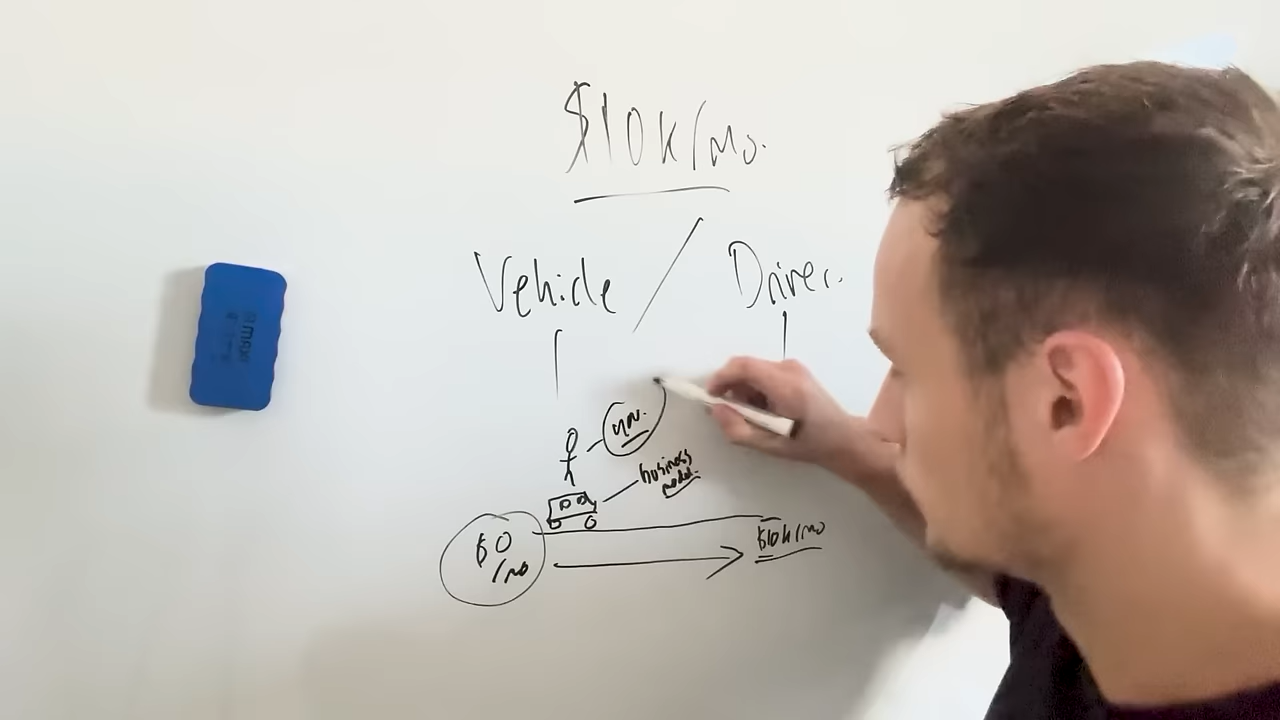 $10K/mo.
Vehicle / Driver.
business
model.
$0
/mo
$10K/mo